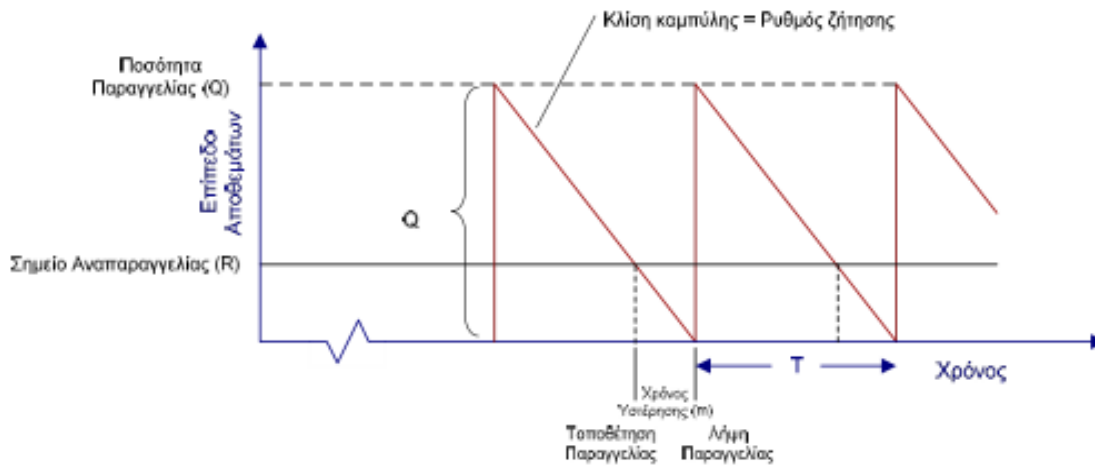 Κλίση καμπύλης = Ρυθμός ζήτησης
Ποσότητα
Παραγγελίας (Q)
Επίπεδο
Αποθεμάτων
Q
Σημείο Αναπαραγγελίας (R)
T
Χρόνος
Χρόνος
Υστέρησης (m)
Τοποθέτηση
Παραγγελίας
Λήψη
Παραγγελίας